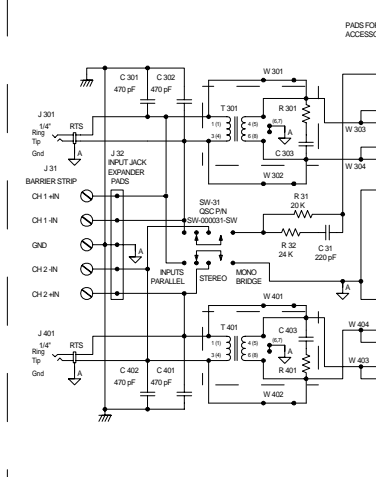 PADS FOR
ACCESSO
W 301
C 301 C 302
470 pF 470 pF
T 301
R 301
J 301
1/4" RTS
Ring
Tip
Gnd
A
1 (1)
3 (4)
4 (5)
6 (8)
(6,7)
A
C 303
W 303
W 304
W 302
J 31
BARRIER STRIP
J 32
INPUT JACK
EXPANDER
PADS
CH 1 +IN
CH 1 -IN
GND
CH 2 -IN
CH 2 +IN
A
SW-31
QSC P/N
SW-000031-SW
R 31
20 K
R 32
24 K
C 31
220 pF
INPUTS
PARALLEL
STEREO
MONO
BRIDGE
A
W 401
J 401
1/4" RTS
Ring
Tip
Gnd
A
T 401
C 403
1 (1)
3 (4)
4 (5)
6 (8)
(6,7)
A
R 401
W 404
W 403
C 402 C 401
470 pF 470 pF
W 402